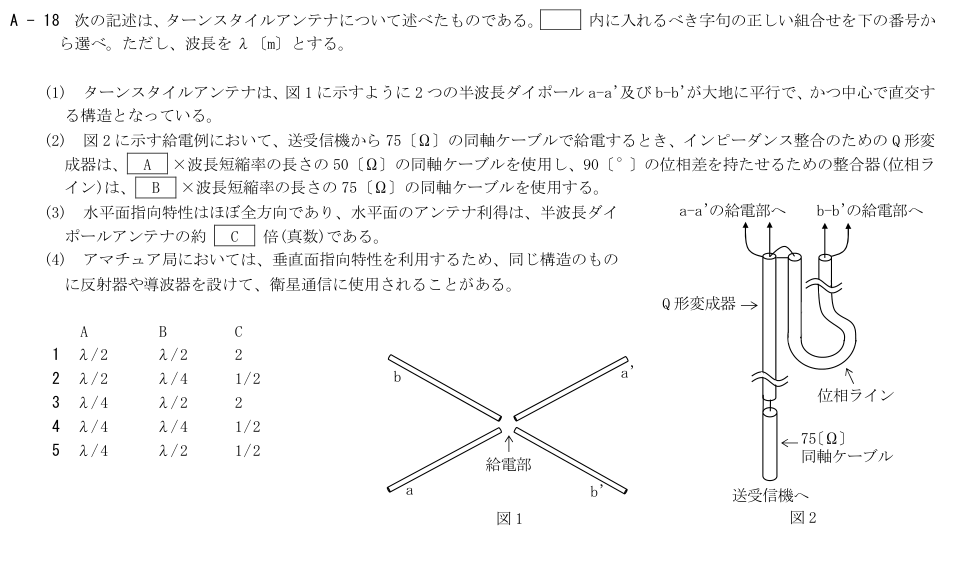 A - 18 次の記述は、ターンスタイルアンテナについて述べたものである。 内に入れるべき字句の正しい組合せを下の番号か
ら選べ。ただし、波長を λ〔m〕とする。
(1) ターンスタイルアンテナは、図1に示すように2つの半波長ダイポールa-a'及びb-b'が大地に平行で、かつ中心で直交す
る構造となっている。
(2) 図2に示す給電例において、送受信機から 75〔Ω〕の同軸ケーブルで給電するとき、インピーダンス整合のためのQ形変
成器は、 A ×波長短縮率の長さの 50〔Ω〕の同軸ケーブルを使用し、90〔°〕の位相差を持たせるための整合器(位相ラ
イン)は、 B ×波長短縮率の長さの 75〔Ω〕の同軸ケーブルを使用する。
(3) 水平面指向特性はほぼ全方向であり、水平面のアンテナ利得は、半波長ダイ
ポールアンテナの約 C 倍(真数)である。
(4) アマチュア局においては、垂直面指向特性を利用するため、同じ構造のもの
に反射器や導波器を設けて、衛星通信に使用されることがある。
A B C
1 λ/2 λ/2 2
2 λ/2 λ/4 1/2
3 λ/4 λ/2 2
4 λ/4 λ/4 1/2
5 λ/4 λ/2 1/2
b
a'
給電部
a
b'
図1
a-a'の給電部へ b-b'の給電部へ
Q形変成器
位相ライン
75〔Ω〕
同軸ケーブル
送受信機へ
図2